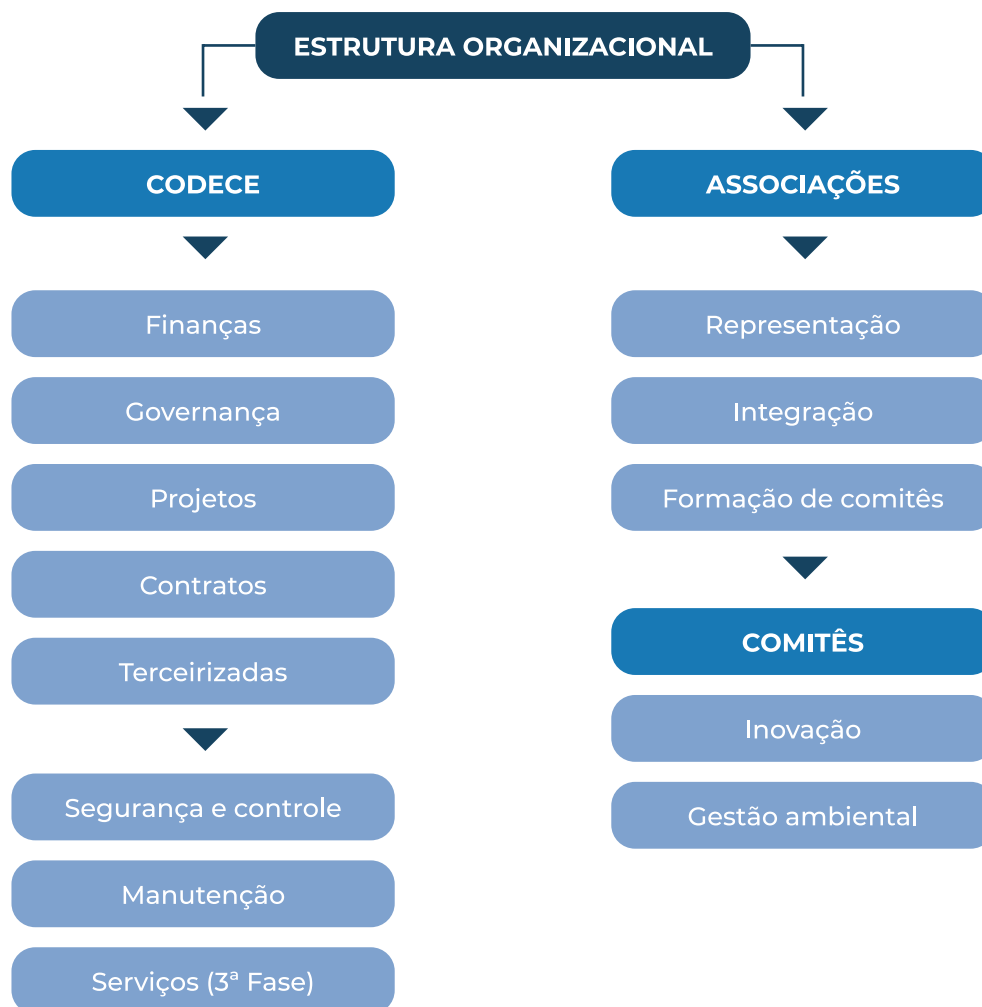 ESTRUTURA ORGANIZACIONAL
CODECE
Finanças
Governança
Projetos
Contratos
Terceirizadas
Segurança e controle
Manutenção
Serviços (3ª Fase)
ASSOCIAÇÕES
Representação
Integração
Formação de comitês
COMITÊS
Inovação
Gestão ambiental